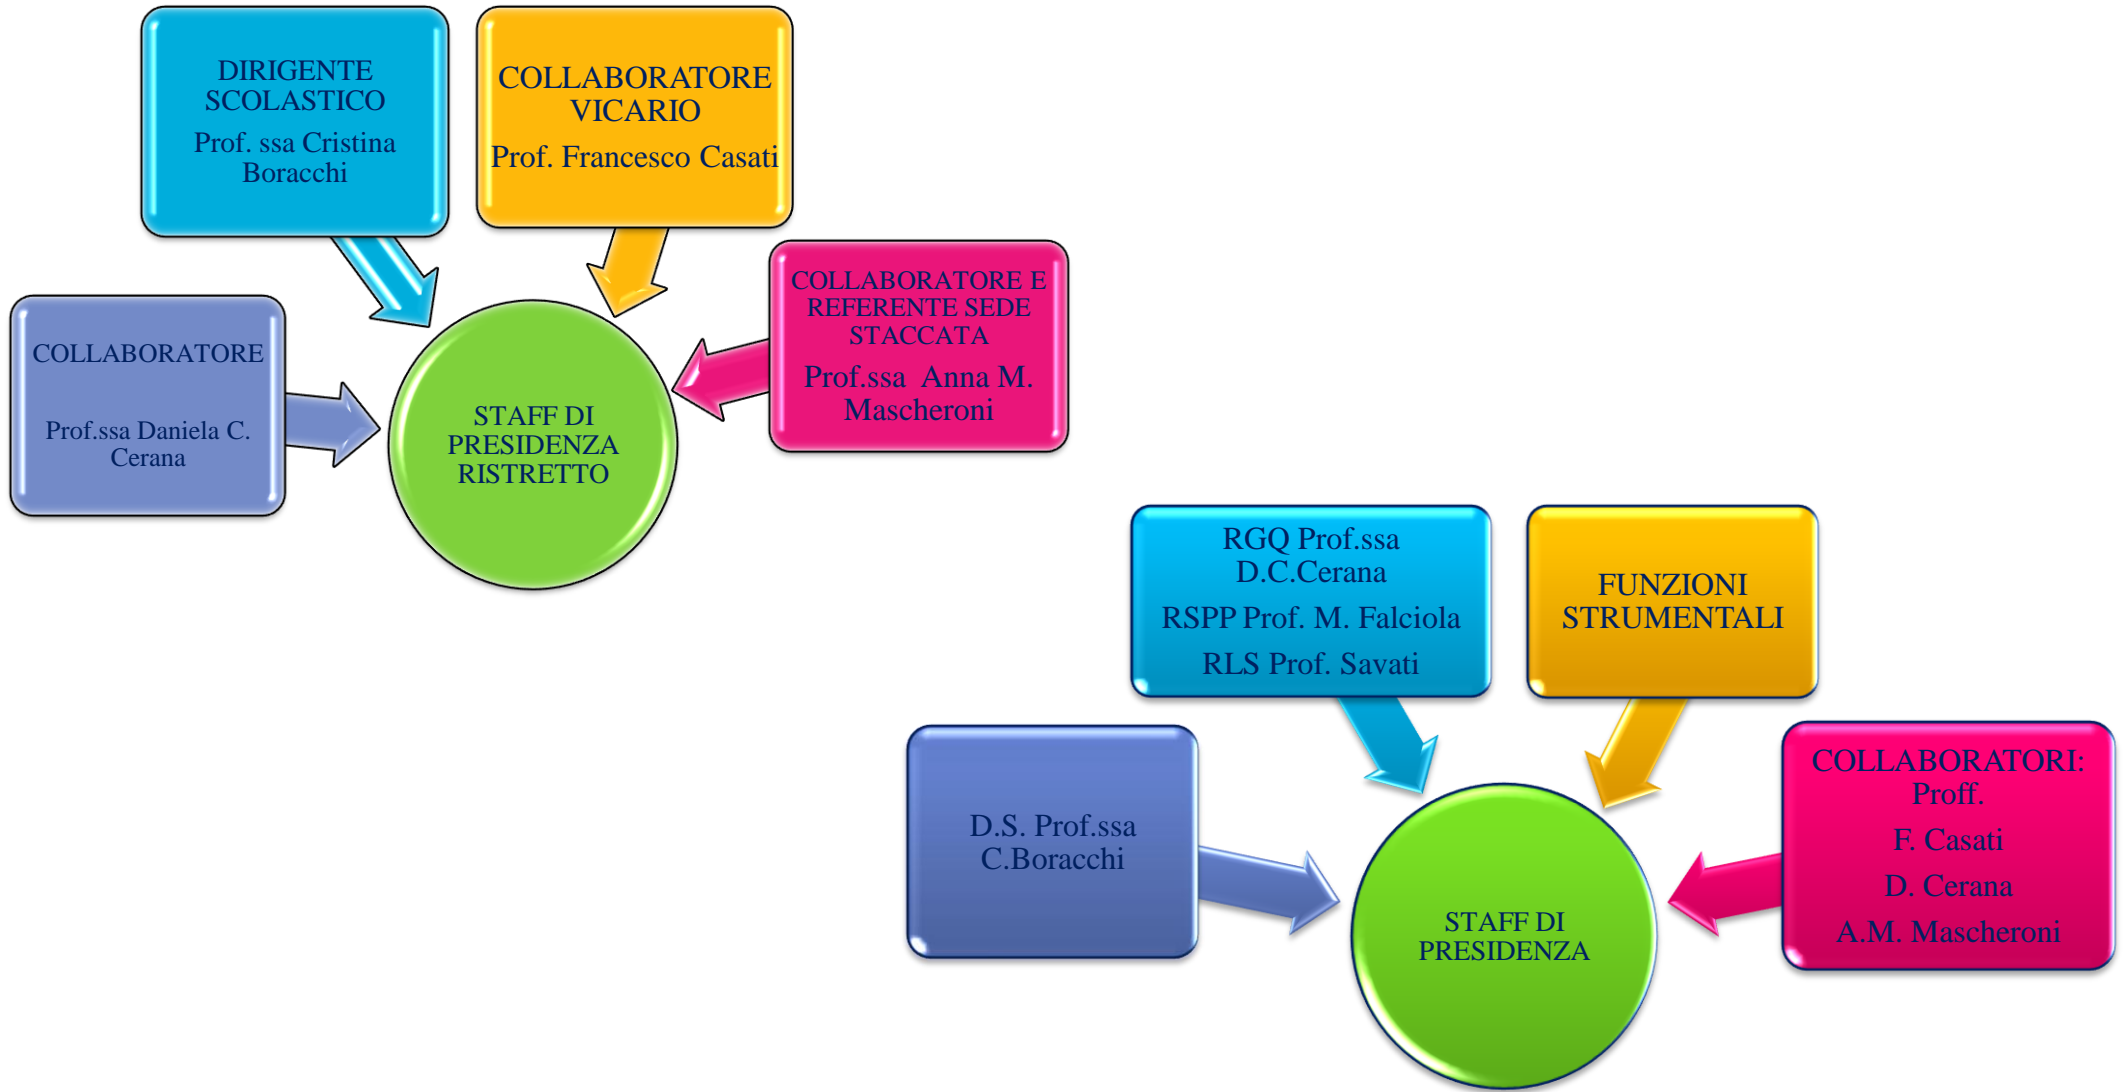 DIRIGENTE
SCOLASTICO
Prof. ssa Cristina
Boracchi
COLLABORATORE
VICARIO
Prof. Francesco Casati
COLLABORATORE E
REFERENTE SEDE
STACCATA
Prof.ssa Anna M.
Mascheroni
COLLABORATORE
Prof.ssa Daniela C.
Cerana
STAFF DI
PRESIDENZA
RISTRETTO
RGQ Prof.ssa
D.C.Cerana
RSPP Prof. M. Falciola
RLS Prof. Savati
FUNZIONI
STRUMENTALI
D.S. Prof.ssa
C.Boracchi
COLLABORATORI:
Proff.
F. Casati
D. Cerana
A.M. Mascheroni
STAFF DI
PRESIDENZA